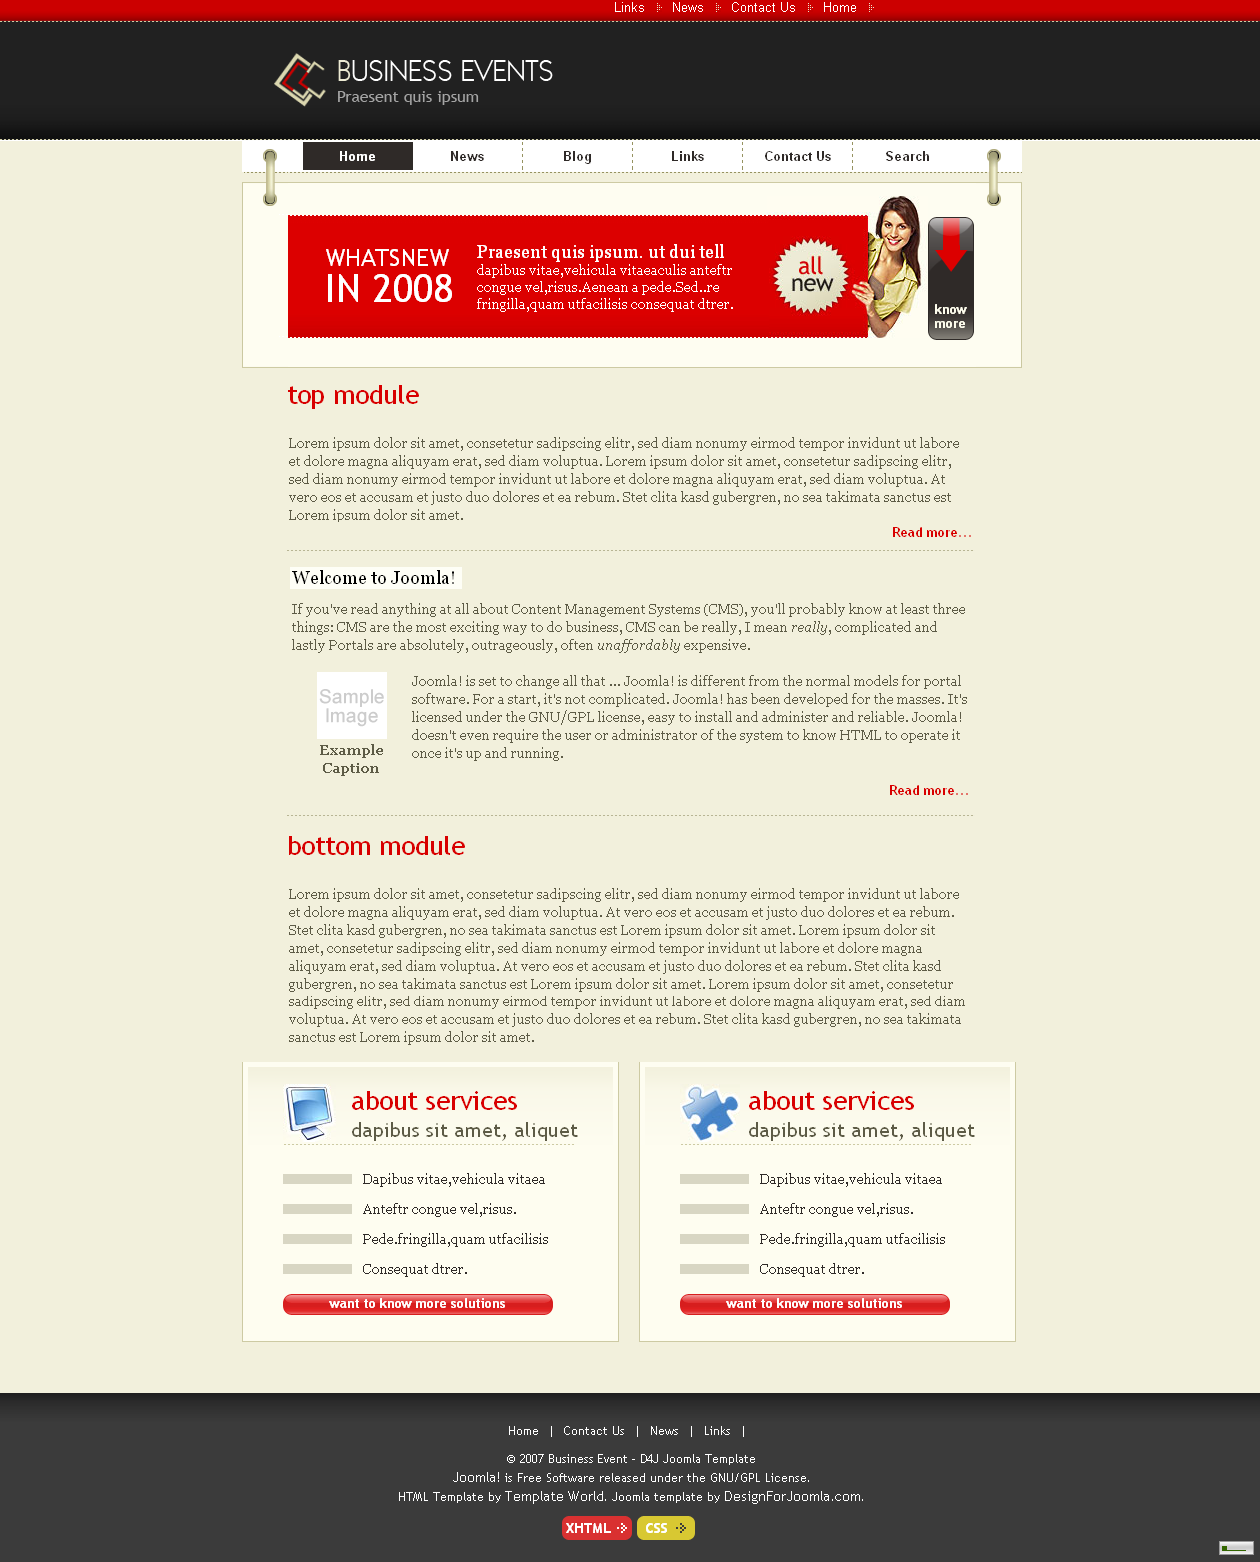 Links News Contact Us Home
BUSINESS EVENTS
Praesent quis ipsum
Home News Blog Links Contact Us Search
WHATSNEW
IN 2008
Praesent quis ipsum. ut dui tell
dapibus vitae,vehicula vitaeaculis anteftr
congue vel,risus.Aenean a pede.Sed..re
fringilla,quam utfacilisis consequat dtrer.
all
new
know
more
top module
Lorem ipsum dolor sit amet, consetetur sadipscing elitr, sed diam nonumy eirmod tempor invidunt ut labore
et dolore magna aliquyam erat, sed diam voluptua. Lorem ipsum dolor sit amet, consetetur sadipscing elitr,
sed diam nonumy eirmod tempor invidunt ut labore et dolore magna aliquyam erat, sed diam voluptua. At
vero eos et accusam et justo duo dolores et ea rebum. Stet clita kasd gubergren, no sea takimata sanctus est
Lorem ipsum dolor sit amet.
Read more...
Welcome to Joomla!
If you've read anything at all about Content Management Systems (CMS), you'll probably know at least three
things: CMS are the most exciting way to do business, CMS can be really, I mean really, complicated and
lastly Portals are absolutely, outrageously, often unaffordably expensive.
Sample
Image
Example
Caption
Joomla! is set to change all that ... Joomla! is different from the normal models for portal
software. For a start, it's not complicated. Joomla! has been developed for the masses. It's
licensed under the GNU/GPL license, easy to install and administer and reliable. Joomla!
doesn't even require the user or administrator of the system to know HTML to operate it
once it's up and running.
Read more...
bottom module
Lorem ipsum dolor sit amet, consetetur sadipscing elitr, sed diam nonumy eirmod tempor invidunt ut labore
et dolore magna aliquyam erat, sed diam voluptua. At vero eos et accusam et justo duo dolores et ea rebum.
Stet clita kasd gubergren, no sea takimata sanctus est Lorem ipsum dolor sit amet. Lorem ipsum dolor sit
amet, consetetur sadipscing elitr, sed diam nonumy eirmod tempor invidunt ut labore et dolore magna
aliquyam erat, sed diam voluptua. At vero eos et accusam et justo duo dolores et ea rebum. Stet clita kasd
gubergren, no sea takimata sanctus est Lorem ipsum dolor sit amet. Lorem ipsum dolor sit amet, consetetur
sadipscing elitr, sed diam nonumy eirmod tempor invidunt ut labore et dolore magna aliquyam erat, sed diam
voluptua. At vero eos et accusam et justo duo dolores et ea rebum. Stet clita kasd gubergren, no sea takimata
sanctus est Lorem ipsum dolor sit amet.
about services
dapibus sit amet, aliquet
Dapibus vitae,vehicula vitaea
Anteftr congue vel,risus.
Pede.fringilla,quam utfacilisis
Consequat dtrer.
want to know more solutions
about services
dapibus sit amet, aliquet
Dapibus vitae,vehicula vitaea
Anteftr congue vel,risus.
Pede.fringilla,quam utfacilisis
Consequat dtrer.
want to know more solutions
Home | Contact Us | News | Links |
© 2007 Business Event - D4J Joomla Template
Joomla! is Free Software released under the GNU/GPL License.
HTML Template by Template World. Joomla template by DesignForJoomla.com.
XHTML CSS